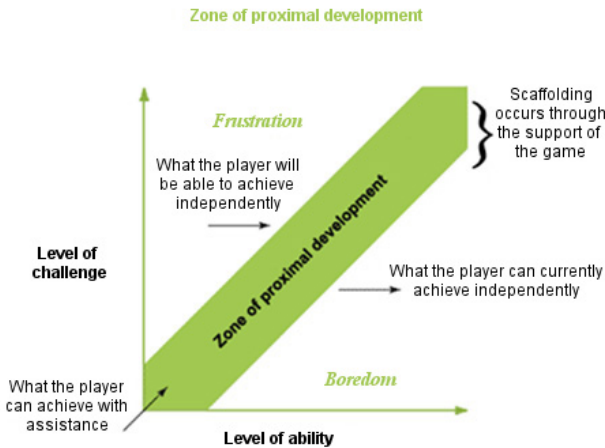 Zone of proximal development
Frustration
Scaffolding
occurs through
the support of
the game
What the player will
be able to achieve
independently
Zone of proximal development
Level of
challenge
What the player can currently
achieve independently
What the player
can achieve with
assistance
Boredom
Level of ability